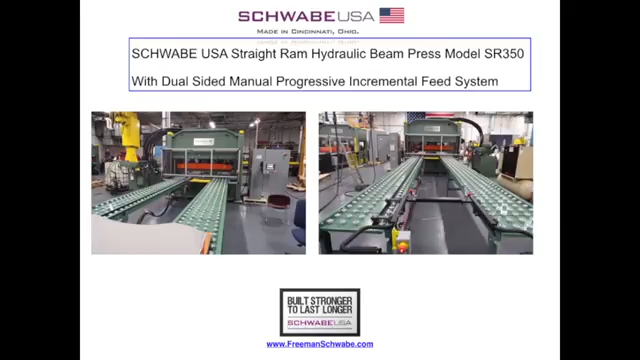 SCHWABE USA
MADE IN CINCINNATI, OHIO.
SCHWABE USA Straight Ram Hydraulic Beam Press Model SR350
With Dual Sided Manual Progressive Incremental Feed System
BUILT STRONGER
TO LAST LONGER
SCHWABE USA
www.FreemanSchwabe.com